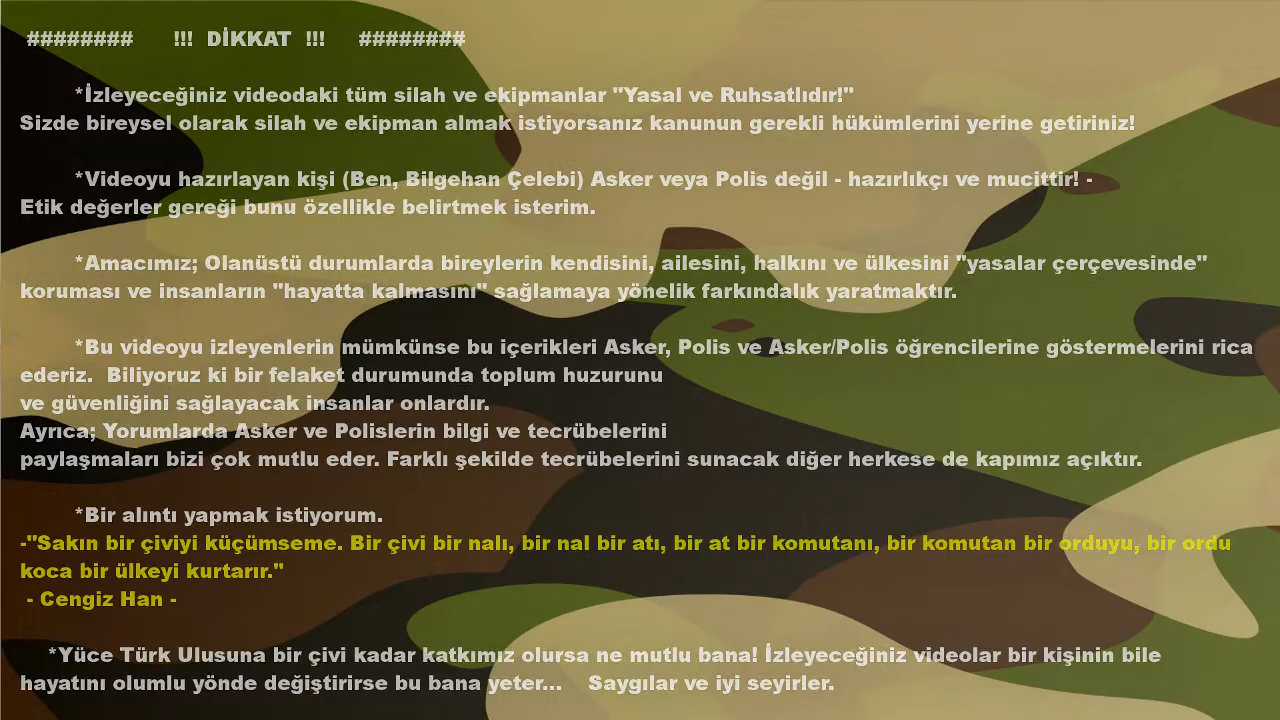 ######## !!! DİKKAT !!! ########
*İzleyeceğiniz videodaki tüm silah ve ekipmanlar "Yasal ve Ruhsatlıdır!"
Sizde bireysel olarak silah ve ekipman almak istiyorsanız kanunun gerekli hükümlerini yerine getiriniz!
*Videoyu hazırlayan kişi (Ben, Bilgehan Çelebi) Asker veya Polis değil - hazırlıkçı ve mucittir! -
Etik değerler gereği bunu özellikle belirtmek isterim.
*Amacımız; Olanüstü durumlarda bireylerin kendisini, ailesini, halkını ve ülkesini "yasalar çerçevesinde"
koruması ve insanların "hayatta kalmasını" sağlamaya yönelik farkındalık yaratmaktır.
*Bu videoyu izleyenlerin mümkünse bu içerikleri Asker, Polis ve Asker/Polis öğrencilerine göstermelerini rica
ederiz. Biliyoruz ki bir felaket durumunda toplum huzurunu
ve güvenliğini sağlayacak insanlar onlardır.
Ayrıca; Yorumlarda Asker ve Polislerin bilgi ve tecrübelerini
paylaşmaları bizi çok mutlu eder. Farklı şekilde tecrübelerini sunacak diğer herkese de kapımız açıktır.
*Bir alıntı yapmak istiyorum.
-"Sakın bir çiviyi küçümseme. Bir çivi bir nalı, bir nal bir atı, bir at bir komutanı, bir komutan bir orduyu, bir ordu
koca bir ülkeyi kurtarır."
- Cengiz Han -
*Yüce Türk Ulusuna bir çivi kadar katkımız olursa ne mutlu bana! İzleyeceğiniz videolar bir kişinin bile
hayatını olumlu yönde değiştirirse bu bana yeter... Saygılar ve iyi seyirler.